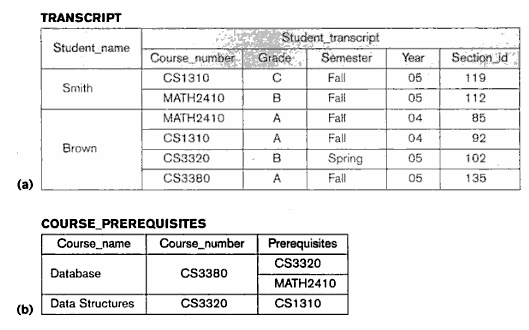 TRANSCRIPT
Student_name Student_transcript
Course_number Grade Semester Year Section_id
Smith CS1310 C Fall 05 119
MATH2410 B Fall 05 112
Brown MATH2410 A Fall 04 85
CS1310 A Fall 04 92
CS3320 B Spring 05 102
(a) CS3380 A Fall 05 135
COURSE_PREREQUISITES
Course_name Course_number Prerequisites
Database CS3380 CS3320
MATH2410
(b) Data Structures CS3320 CS1310